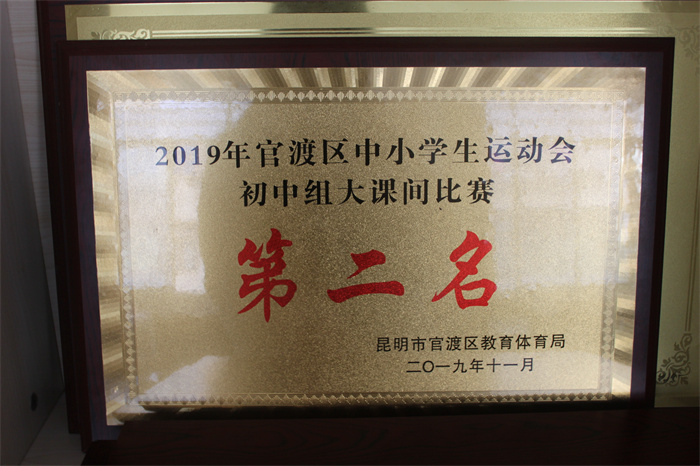 2019年官渡区中小学生运动会
初中组大课间比赛
第二名
昆明市官渡区教育体育局
二〇一九年十一月